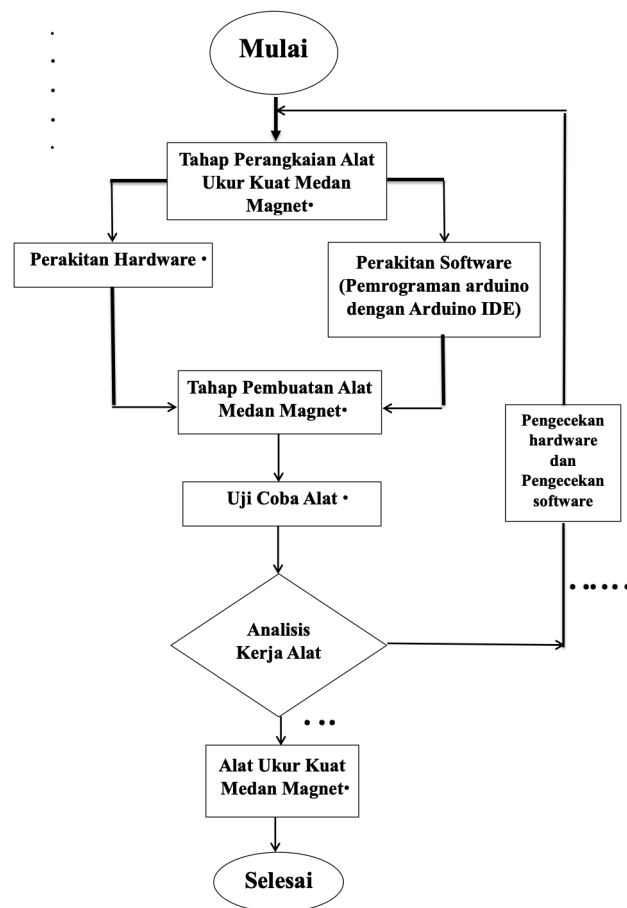 Mulai
Tahap Perangkaian Alat
Ukur Kuat Medan
Magnet•
Perakitan Hardware •
Perakitan Software
(Pemrograman arduino
dengan Arduino IDE)
Tahap Pembuatan Alat
Medan Magnet•
Pengecekan
hardware
dan
Pengecekan
software
Uji Coba Alat •
Analisis
Kerja Alat
Alat Ukur Kuat
Medan Magnet•
Selesai